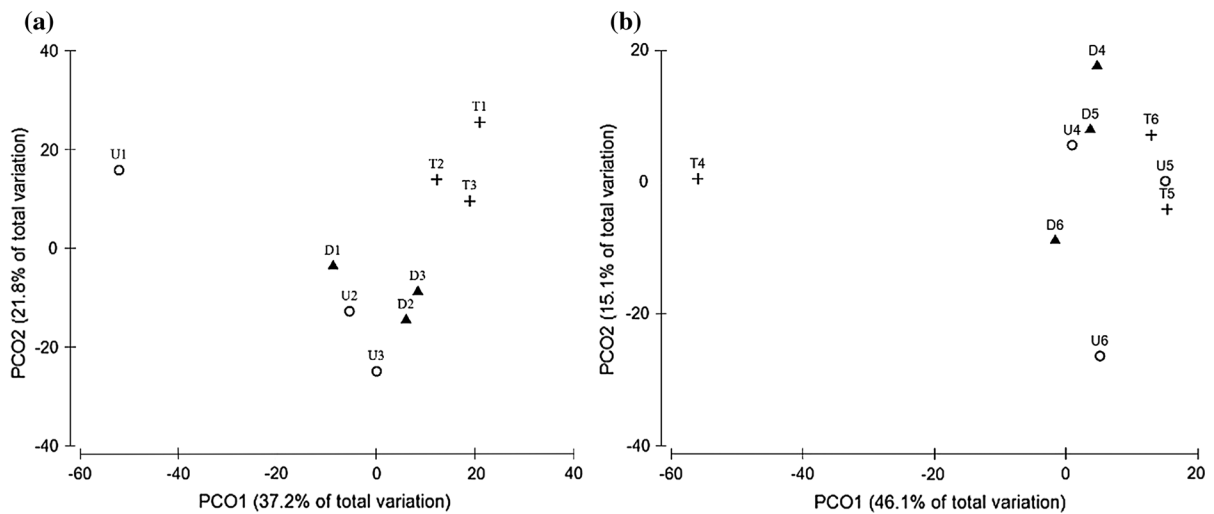 (a)
40
20
0
-20
-40
PCO2 (21.8% of total variation)
T1
T2
T3
U1
D1
D3
U2
D2
U3
-60
-40
-20
0
20
40
PCO1 (37.2% of total variation)
(b)
20
0
-20
-40
PCO2 (15.1% of total variation)
D4
D5
T6
U4
T4
U5
T5
D6
U6
-60
-40
-20
0
20
PCO1 (46.1% of total variation)